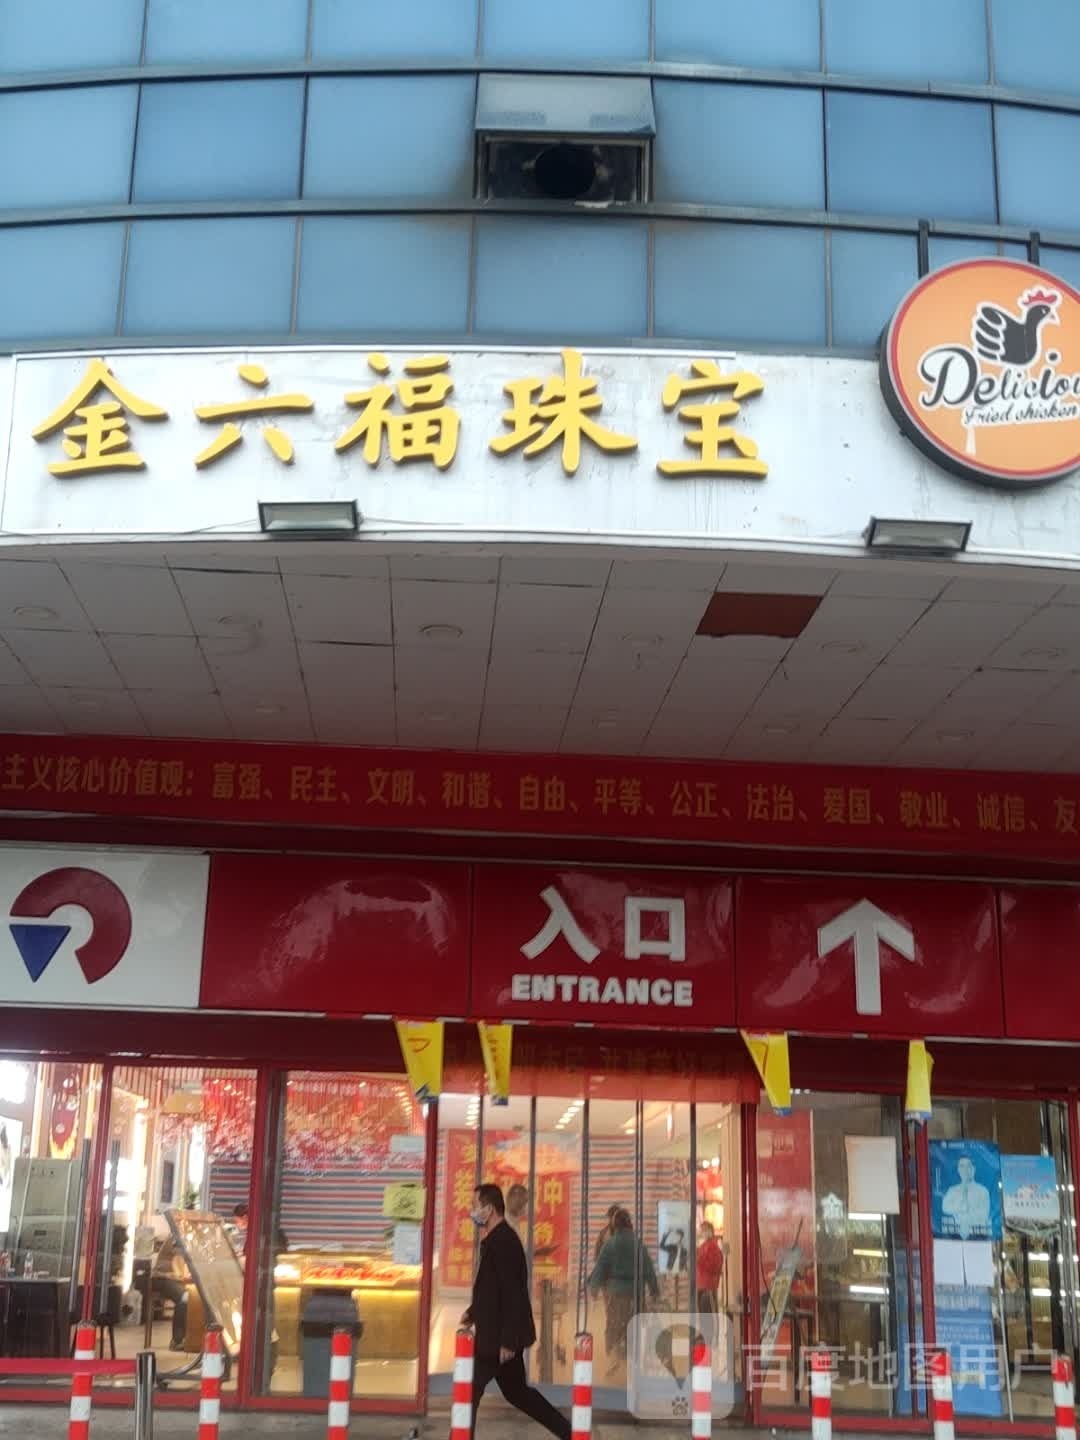 金六福珠宝
Deliciou
Fried chicken
主义核心价值观：富强、民主、文明、和谐、自由、平等、公正、法治、爱国、敬业、诚信、友
入口
ENTRANCE
百度地图用户